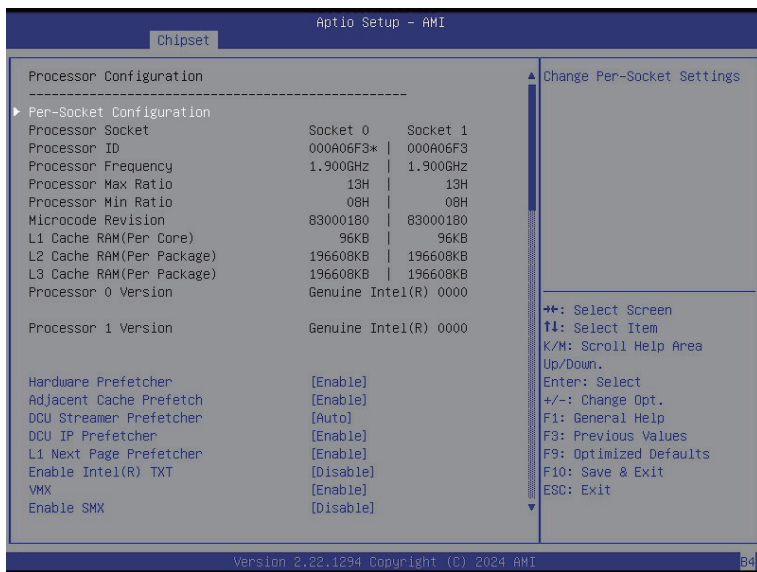 Aptio Setup - AMI
Chipset
Processor Configuration
--------------------------------------------------
Per-Socket Configuration
Processor Socket Socket 0 Socket 1
Processor ID 000A06F3* | 000A06F3
Processor Frequency 1.900GHz | 1.900GHz
Processor Max Ratio 13H | 13H
Processor Min Ratio 08H | 08H
Microcode Revision 83000180 | 83000180
L1 Cache RAM(Per Core) 96KB | 96KB
L2 Cache RAM(Per Package) 196608KB | 196608KB
L3 Cache RAM(Per Package) 196608KB | 196608KB
Processor 0 Version Genuine Intel(R) 0000
Processor 1 Version Genuine Intel(R) 0000
Hardware Prefetcher [Enable]
Adjacent Cache Prefetch [Enable]
DCU Streamer Prefetcher [Auto]
DCU IP Prefetcher [Enable]
L1 Next Page Prefetcher [Enable]
Enable Intel(R) TXT [Disable]
VMX [Enable]
Enable SMX [Disable]
Change Per-Socket Settings
→←: Select Screen
↑↓: Select Item
K/M: Scroll Help Area
Up/Down.
Enter: Select
+/-: Change Opt.
F1: General Help
F3: Previous Values
F9: Optimized Defaults
F10: Save & Exit
ESC: Exit
Version 2.22.1294 Copyright (C) 2024 AMI
B4